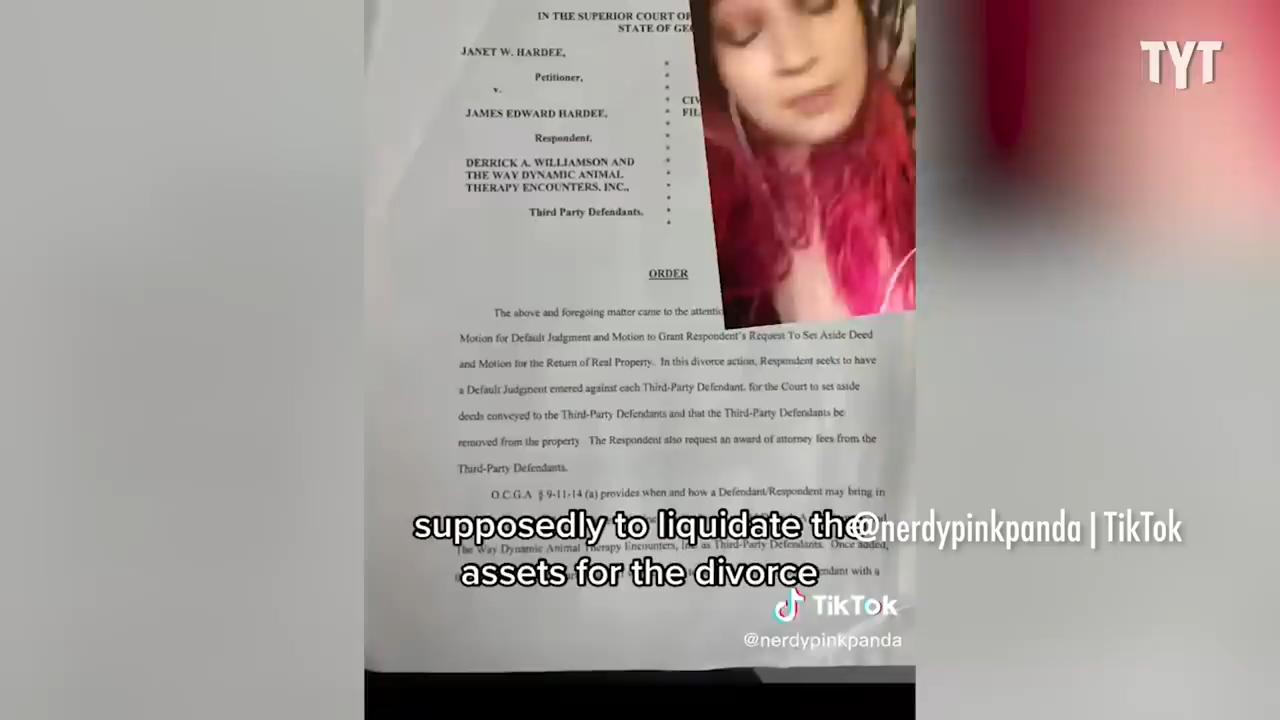 TYT
IN THE SUPERIOR COURT OF
STATE OF GEO
JANET W. HARDEE,
Petitioner,
v.
CIV
JAMES EDWARD HARDEE,
FIL
Respondent,
DERRICK A. WILLIAMSON AND
THE WAY DYNAMIC ANIMAL
THERAPY ENCOUNTERS, INC.,
Third Party Defendants.
ORDER
The above and foregoing matter came to the attentio
Motion for Default Judgment and Motion to Grant Respondent's Request To Set Aside Deed
and Motion for the Return of Real Property. In this divorce action, Respondent seeks to have
a Default Judgment entered against each Third-Party Defendant, for the Court to set aside
deeds conveyed to the Third-Party Defendants and that the Third-Party Defendants be
removed from the property The Respondent also request an award of attorney fees from the
Third-Party Defendants.
O.C.G.A § 9-11-14 (a) provides when and how a Defendant/Respondent may bring in
supposedly to liquidate the
@nerdypinkpanda | TikTok
The Way Dynamic Animal Therapy Encounters, as Third-Party Defendants. Once added,
assets for the divorce
with a
TikTok
@nerdypinkpanda